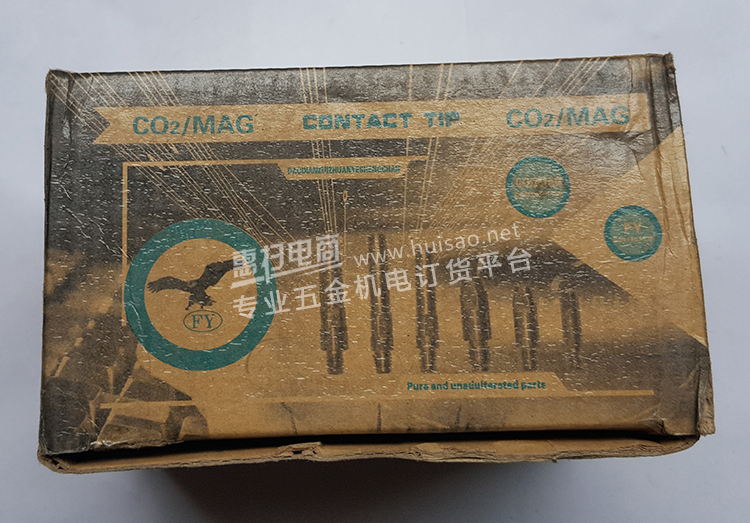 CO2/MAG CONTACT TIP CO2/MAG
FY
惠扫电商 www.huisao.net
专业五金机电订货平台
FY
Pure and unadulterated parts